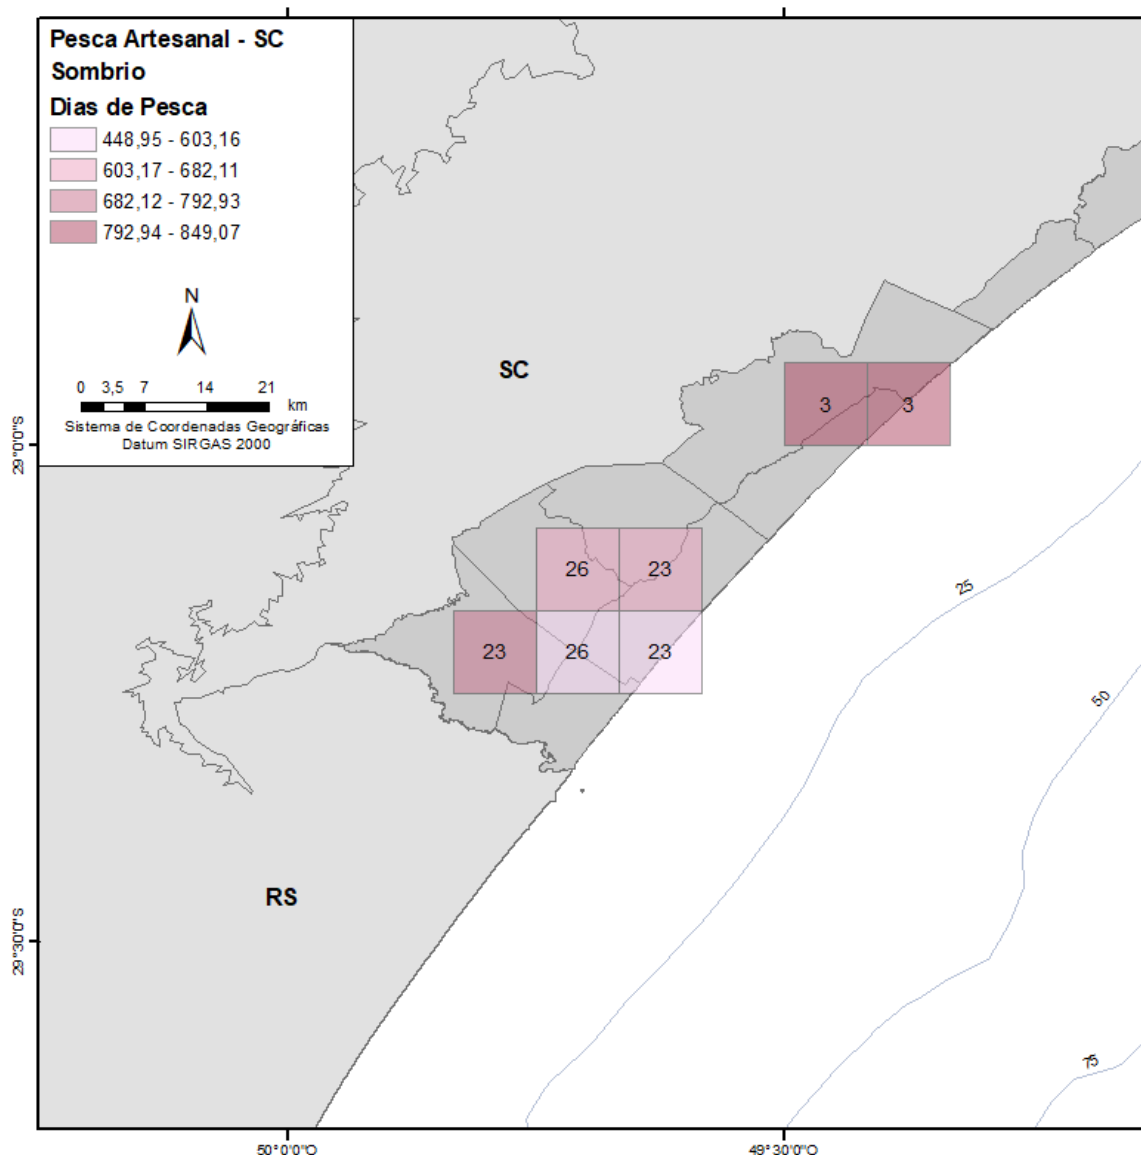 Pesca Artesanal - SC
Sombrio
Dias de Pesca
448,95 - 603,16
603,17 - 682,11
682,12 - 792,93
792,94 - 849,07
N
0 3,5 7 14 21
km
Sistema de Coordenadas Geográficas
Datum SIRGAS 2000
SC
3 3
29°0'0"S
26 23
23 26 23
25
50
RS
29°30'0"S
75
50°0'0"O 49°30'0"O